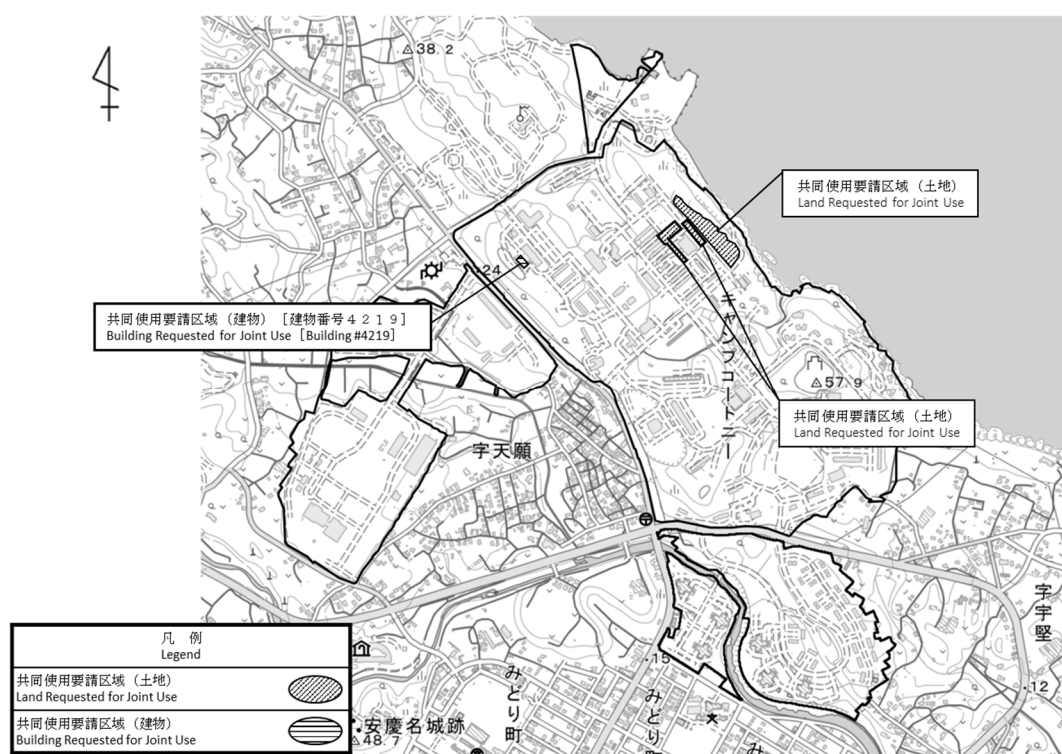 38.2
共同使用要請区域（土地）
Land Requested for Joint Use
24
共同使用要請区域（建物）［建物番号４２１９］
Building Requested for Joint Use［Building #4219］
キャンプコートニー
57.9
共同使用要請区域（土地）
Land Requested for Joint Use
字天願
字宇堅
凡　例
Legend
共同使用要請区域（土地）
Land Requested for Joint Use
共同使用要請区域（建物）
Building Requested for Joint Use
15
12
みどり町
みどり町
安慶名城跡
48.7
み